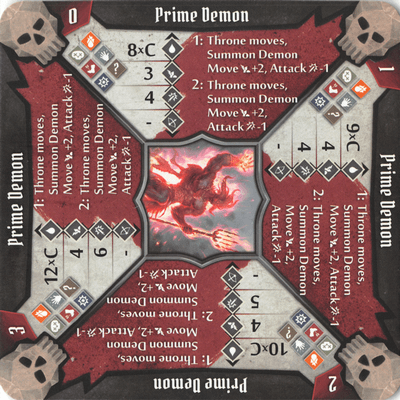 0
Prime Demon
8xC
3
4
-
1: Throne moves,
Summon Demon
Move +2, Attack -1
2: Throne moves,
Summon Demon
Move +2,
Attack -1
?
1
Prime Demon
9xC
4
4
-
1: Throne moves,
Summon Demon
Move +2,
Attack -1
2: Throne moves,
Summon Demon
Move +2,
Attack -1
?
2
Prime Demon
10xC
4
5
-
1: Throne moves,
Summon Demon
Move +2, Attack -1
2: Throne moves,
Summon Demon
Move +2,
Attack -1
?
3
Prime Demon
12xC
4
6
-
1: Throne moves,
Summon Demon
Move +2, Attack -1
2: Throne moves,
Summon Demon
Move +2,
Attack -1
?